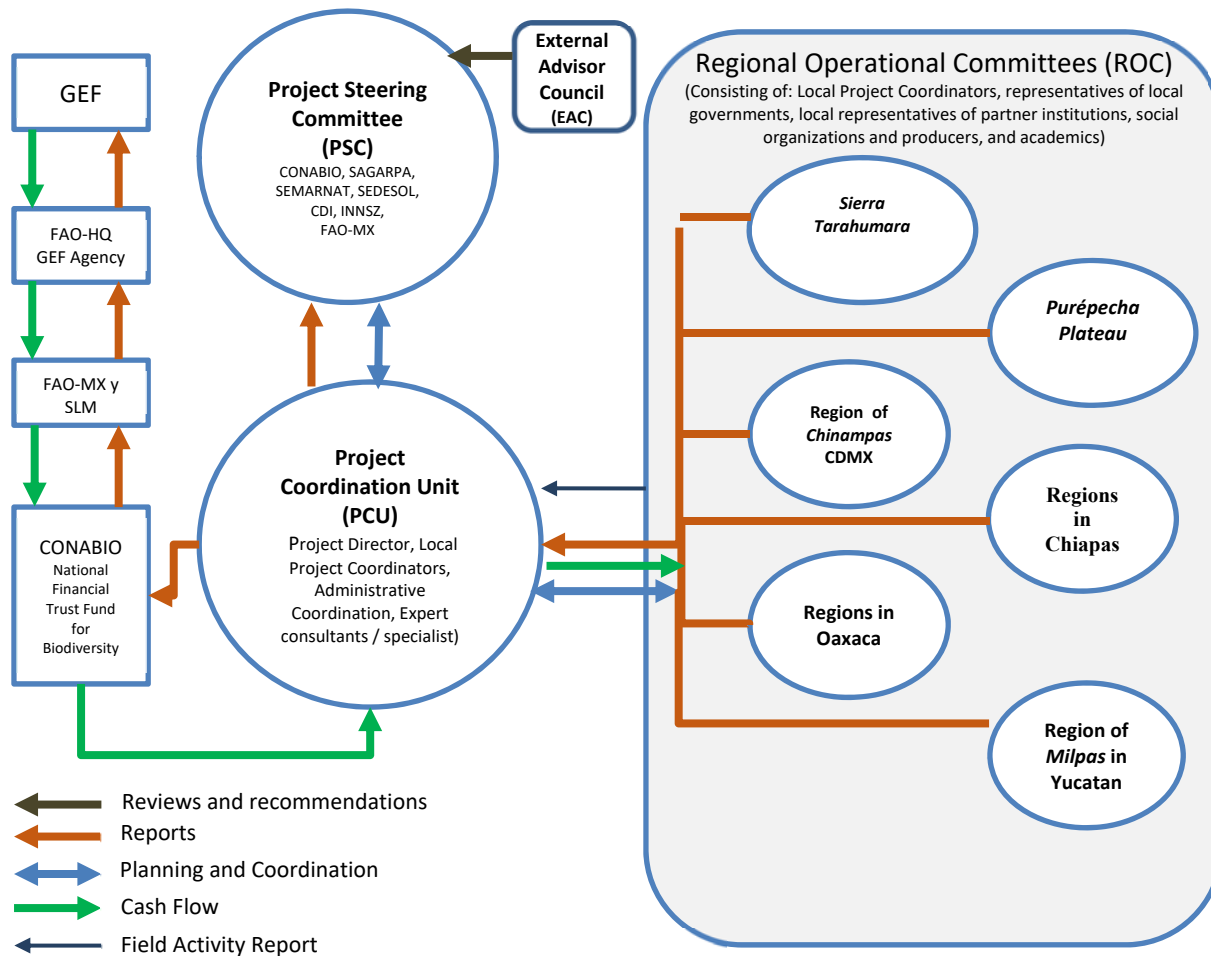 GEF
FAO-HQ
GEF Agency
FAO-MX y
SLM
CONABIO
National
Financial
Trust Fund
for
Biodiversity
Project Steering
Committee
(PSC)
CONABIO, SAGARPA,
SEMARNAT, SEDESOL,
CDI, INNSZ,
FAO-MX
External
Advisor
Council
(EAC)
Project
Coordination Unit
(PCU)
Project Director, Local
Project Coordinators,
Administrative
Coordination, Expert
consultants / specialist)
Regional Operational Committees (ROC)
(Consisting of: Local Project Coordinators, representatives of local
governments, local representatives of partner institutions, social
organizations and producers, and academics)
Sierra
Tarahumara
Purépecha
Plateau
Region of
Chinampas
CDMX
Regions
in
Chiapas
Regions in
Oaxaca
Region of
Milpas in
Yucatan
Reviews and recommendations
Reports
Planning and Coordination
Cash Flow
Field Activity Report